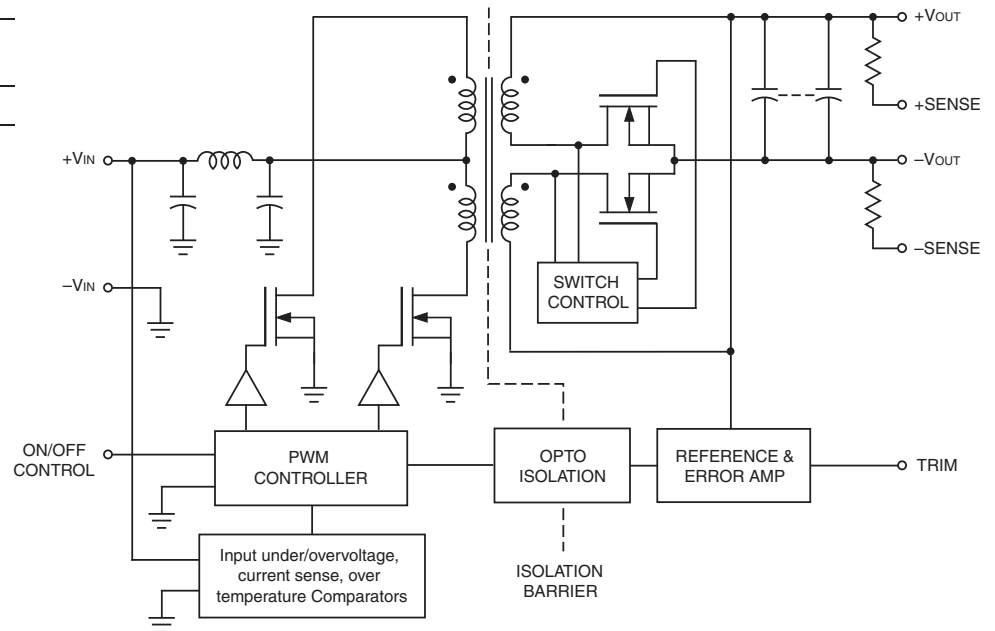 +VOUT
+SENSE
+VIN
–VOUT
–SENSE
–VIN
SWITCH
CONTROL
ON/OFF
CONTROL
PWM
CONTROLLER
OPTO
ISOLATION
REFERENCE &
ERROR AMP
TRIM
Input under/overvoltage,
current sense, over
temperature Comparators
ISOLATION
BARRIER